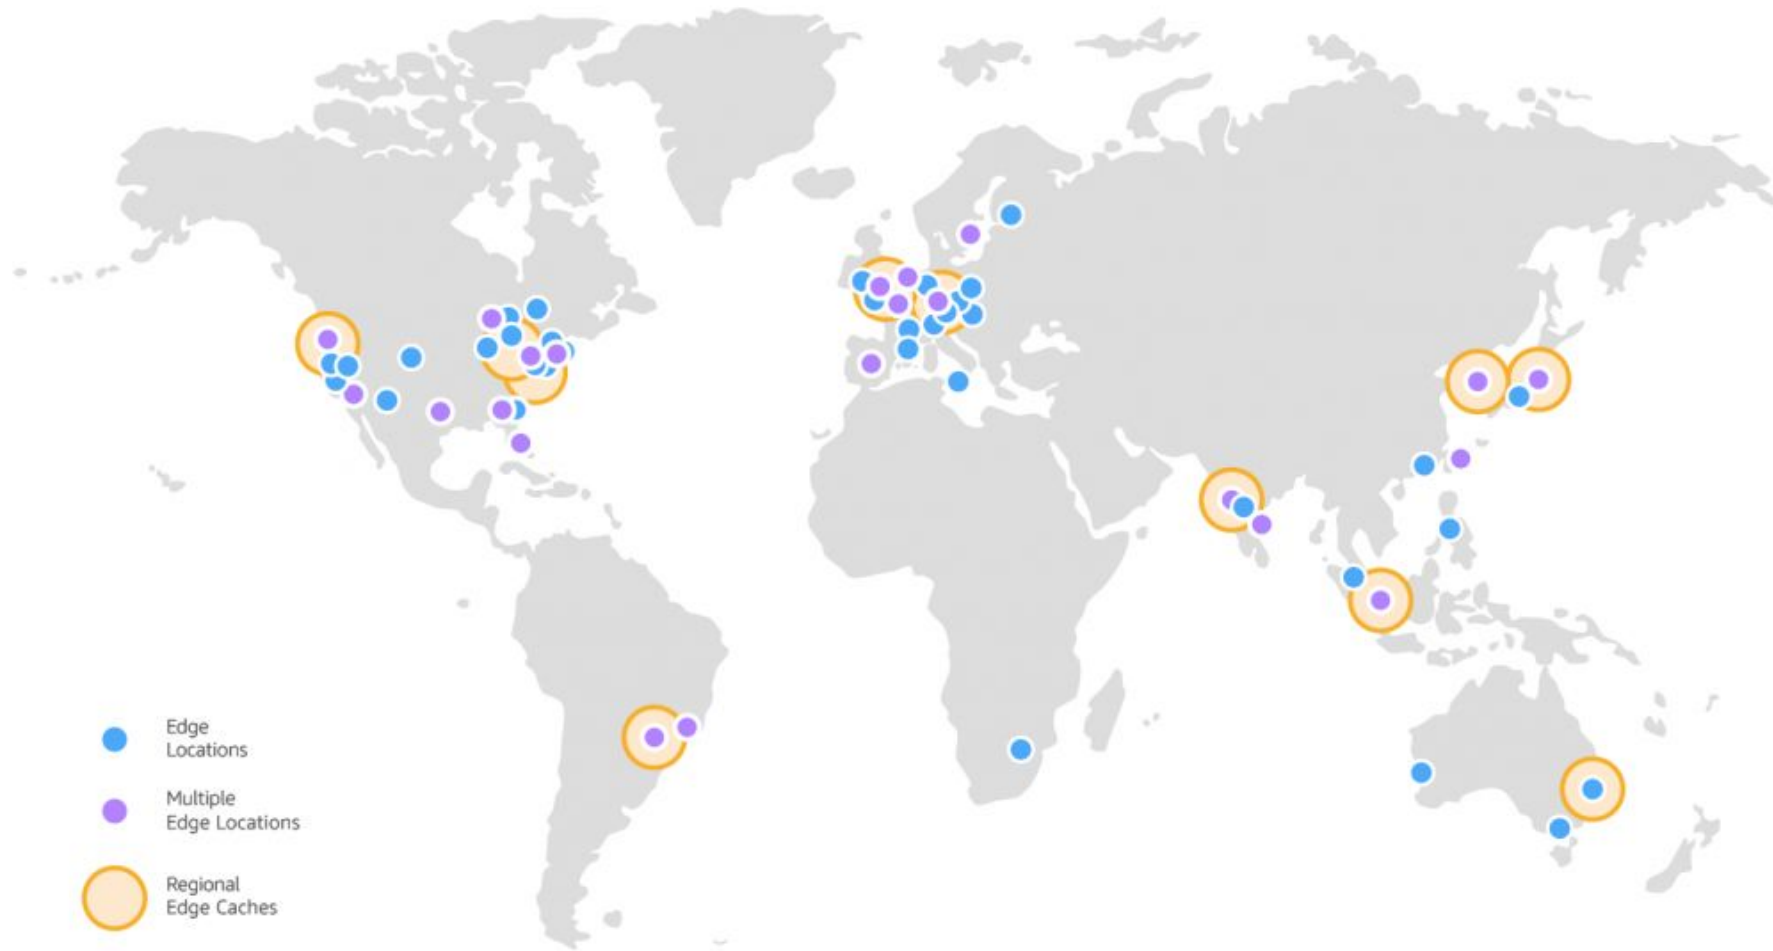 Edge
Locations
Multiple
Edge Locations
Regional
Edge Caches